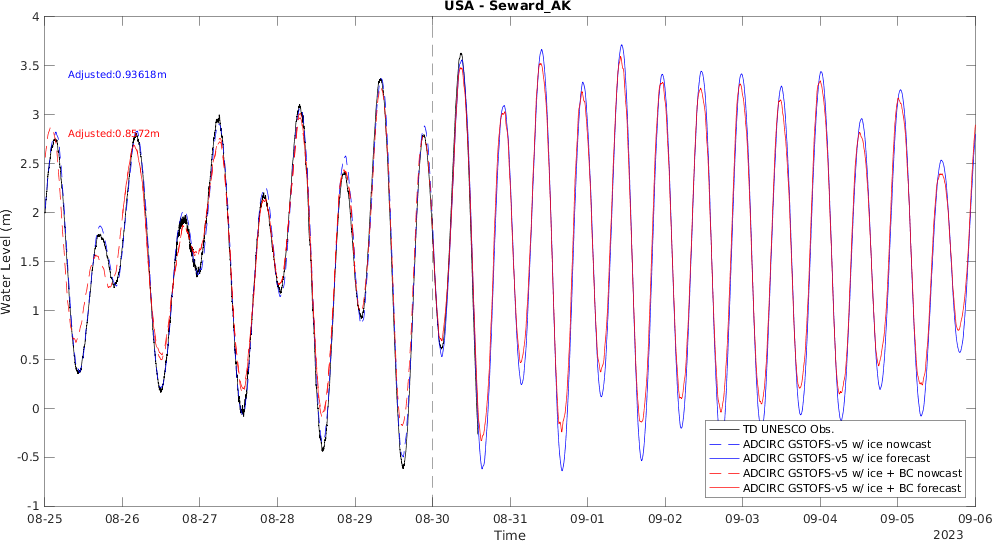 USA - Seward_AK
4
3.5
3
2.5
2
1.5
1
0.5
0
-0.5
-1
Water Level (m)
Adjusted:0.93618m
Adjusted:0.8572m
TD UNESCO Obs.
ADCIRC GSTOFS-v5 w/ ice nowcast
ADCIRC GSTOFS-v5 w/ ice forecast
ADCIRC GSTOFS-v5 w/ ice + BC nowcast
ADCIRC GSTOFS-v5 w/ ice + BC forecast
08-25 08-26 08-27 08-28 08-29 08-30 08-31 09-01 09-02 09-03 09-04 09-05 09-06
Time
2023